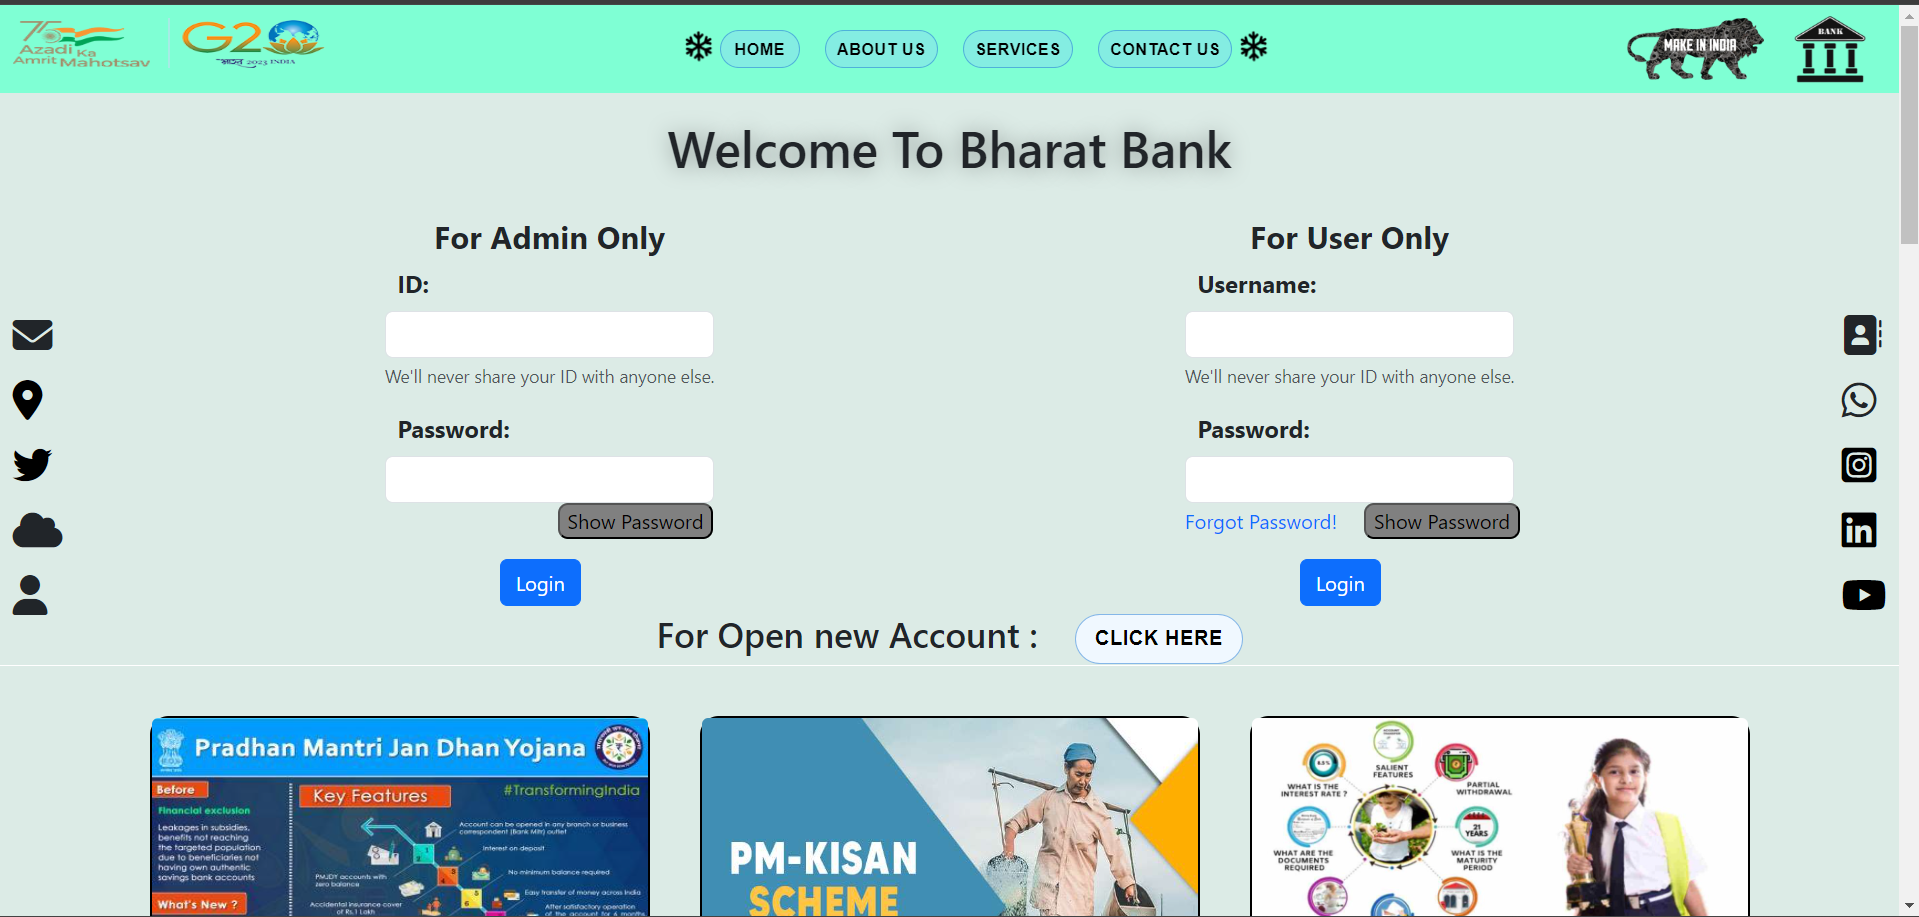 75
Azadi Ka
Amrit Mahotsav
G20
भारत 2023 INDIA
HOME
ABOUT US
SERVICES
CONTACT US
MAKE IN INDIA
BANK
Welcome To Bharat Bank
For Admin Only
ID:
We'll never share your ID with anyone else.
Password:
Show Password
Login
For User Only
Username:
We'll never share your ID with anyone else.
Password:
Forgot Password!
Show Password
Login
For Open new Account :
CLICK HERE
Pradhan Mantri Jan Dhan Yojana
Before
Financial exclusion
Leakages in subsidies,
benefits not reaching
the targeted population
due to beneficiaries not
having own authentic
savings bank accounts
What's New ?
Key Features
#TransformingIndia
Account can be opened in any branch or business
correspondent (Bank Mitr) outlet
Interest on deposit
No minimum balance required
PMJDY accounts with
zero balance
Easy transfer of money across India
Accidental insurance cover
of Rs.1 Lakh
After satisfactory operation
of the account for 6 months
PM-KISAN
SCHEME
SALIENT
FEATURES
8.5%
WHAT IS THE
INTEREST RATE ?
PARTIAL
WITHDRAWAL
21
YEARS
WHAT ARE THE
DOCUMENTS
REQUIRED
WHAT IS THE
MATURITY
PERIOD